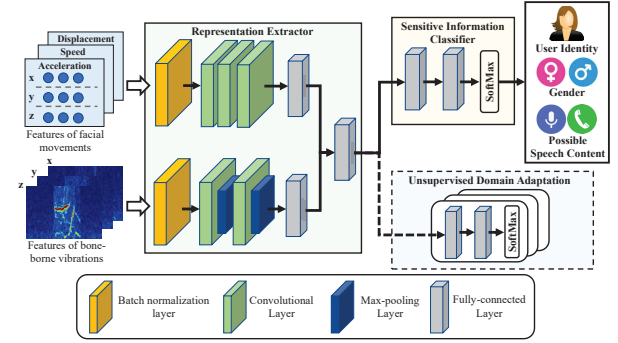 Displacement
Speed
Acceleration
x
y
z
Features of facial
movements
x
y
z
Features of bone-
borne vibrations
Representation Extractor
Sensitive Information
Classifier
SoftMax
User Identity
Gender
Possible
Speech Content
Unsupervised Domain Adaptation
SoftMax
Batch normalization
layer
Convolutional
Layer
Max-pooling
Layer
Fully-connected
Layer